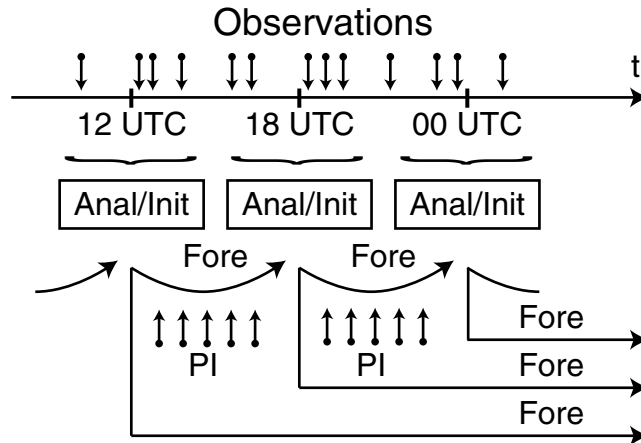 Observations
t
12 UTC 18 UTC 00 UTC
Anal/Init Anal/Init Anal/Init
Fore Fore
Fore
PI PI
Fore
Fore